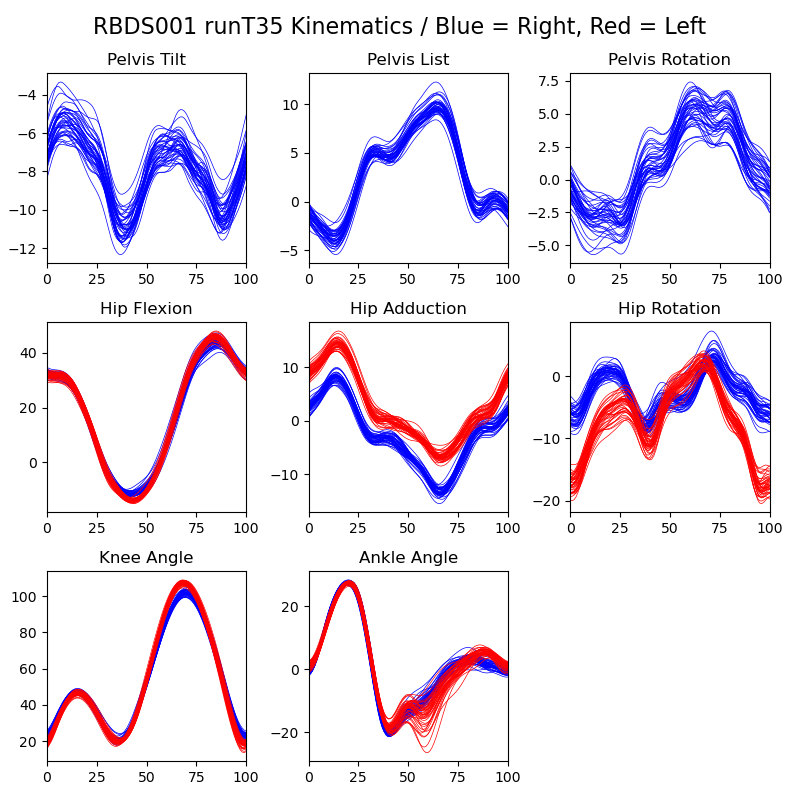 RBDS001 runT35 Kinematics / Blue = Right, Red = Left
Pelvis Tilt
Pelvis List
Pelvis Rotation
−4
−6
−8
−10
−12
0 25 50 75 100
10
5
0
−5
0 25 50 75 100
7.5
5.0
2.5
0.0
−2.5
−5.0
0 25 50 75 100
Hip Flexion
Hip Adduction
Hip Rotation
40
20
0
0 25 50 75 100
10
0
−10
0 25 50 75 100
0
−10
−20
0 25 50 75 100
Knee Angle
Ankle Angle
100
80
60
40
20
0 25 50 75 100
20
0
−20
0 25 50 75 100